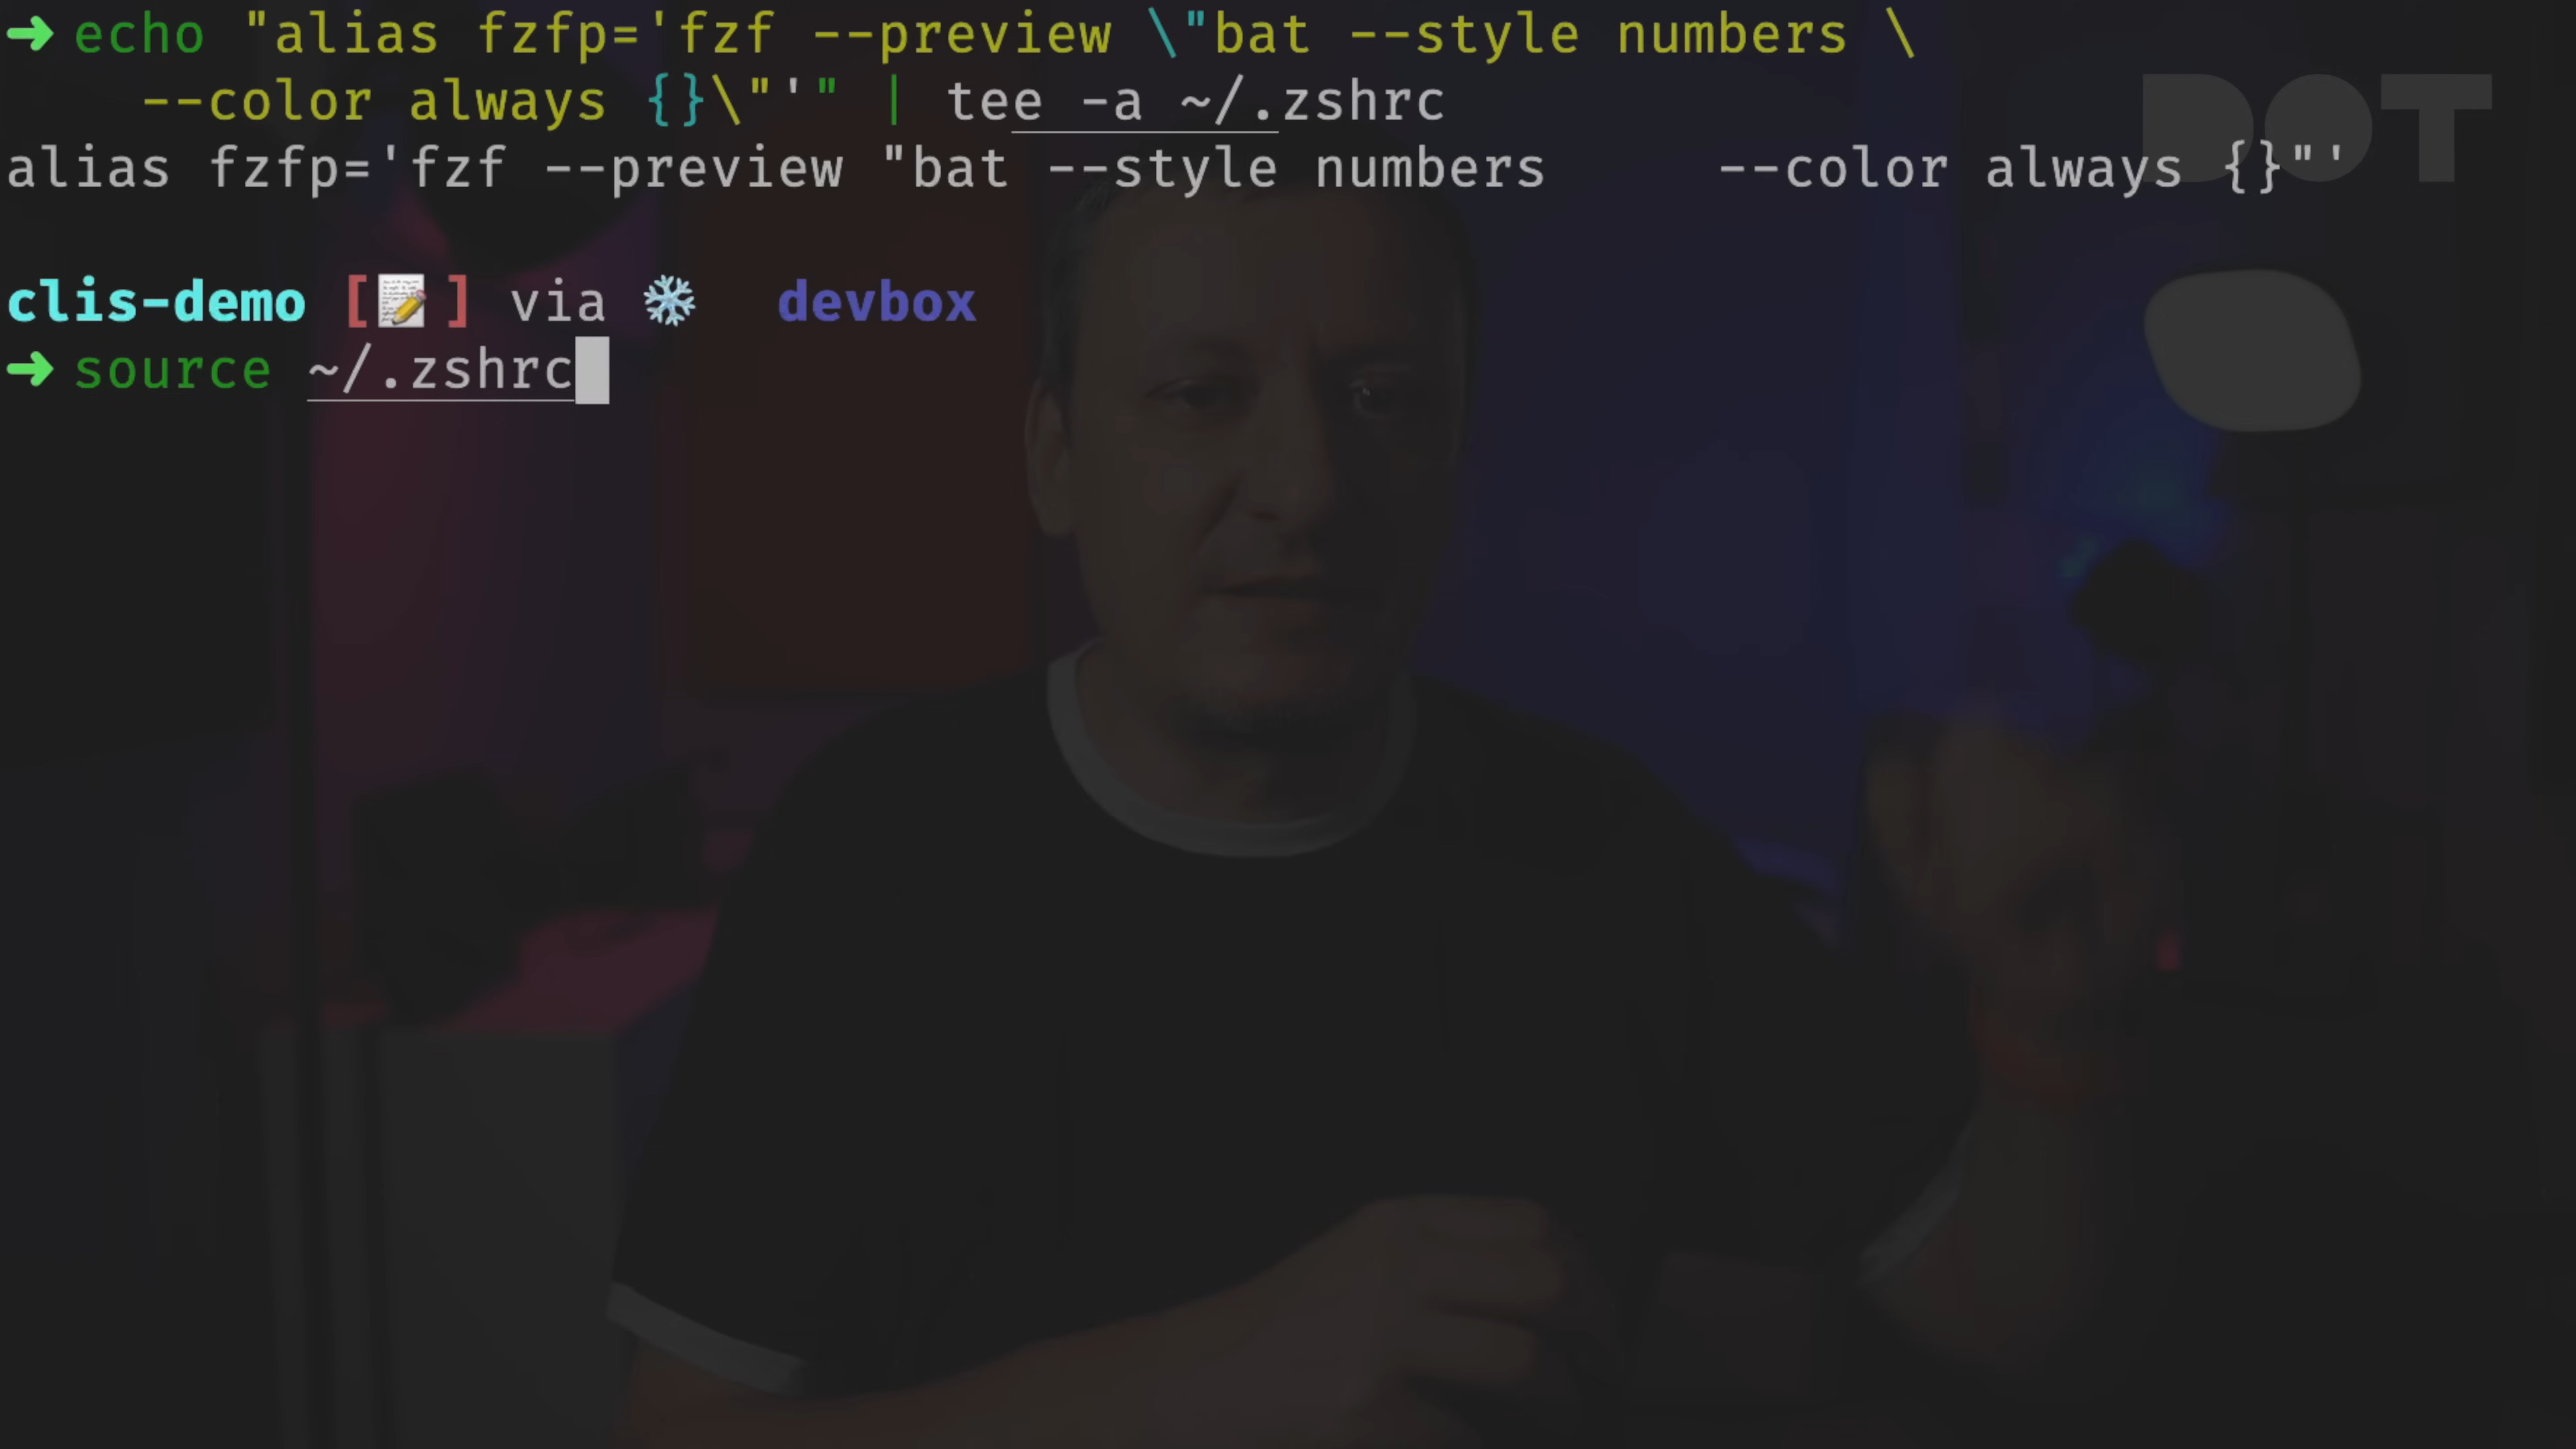 ➜ echo "alias fzfp='fzf --preview \"bat --style numbers \
    --color always {}\"'" | tee -a ~/.zshrc
alias fzfp='fzf --preview "bat --style numbers     --color always {}"'
clis-demo [📝] via ❄️  devbox
➜ source ~/.zshrc
DOT